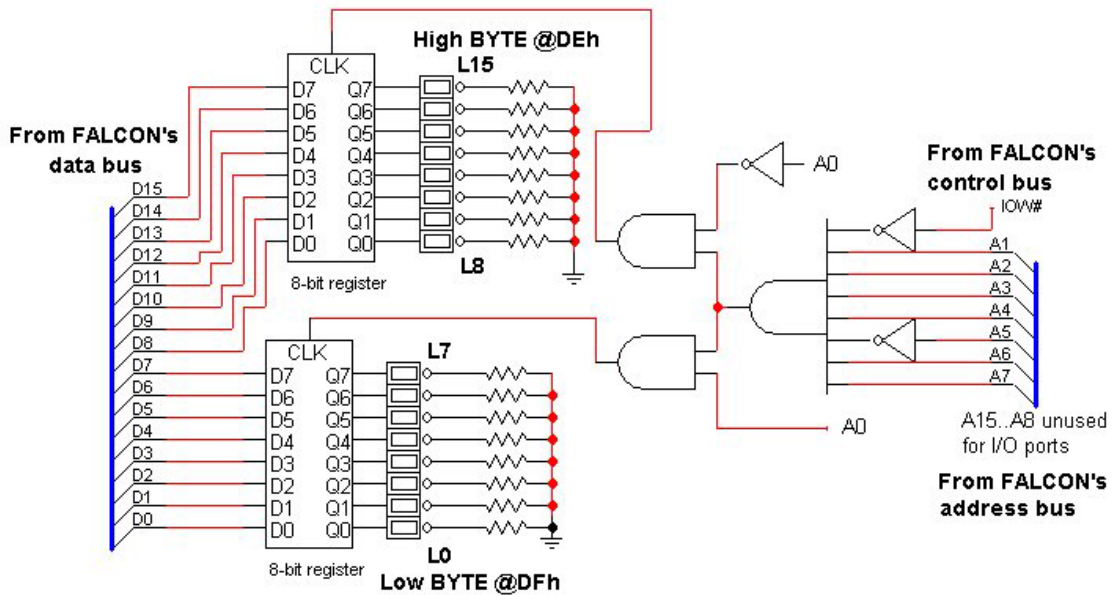 High BYTE @DEh
L15
CLK
D7 Q7
D6 Q6
D5 Q5
D4 Q4
D3 Q3
D2 Q2
D1 Q1
D0 Q0
L8
8-bit register
From FALCON's
data bus
D15
D14
D13
D12
D11
D10
D9
D8
D7
D6
D5
D4
D3
D2
D1
D0
CLK
L7
D7 Q7
D6 Q6
D5 Q5
D4 Q4
D3 Q3
D2 Q2
D1 Q1
D0 Q0
8-bit register
L0
Low BYTE @DFh
A0
A0
From FALCON's
control bus
IOW#
A1
A2
A3
A4
A5
A6
A7
A15..A8 unused
for I/O ports
From FALCON's
address bus